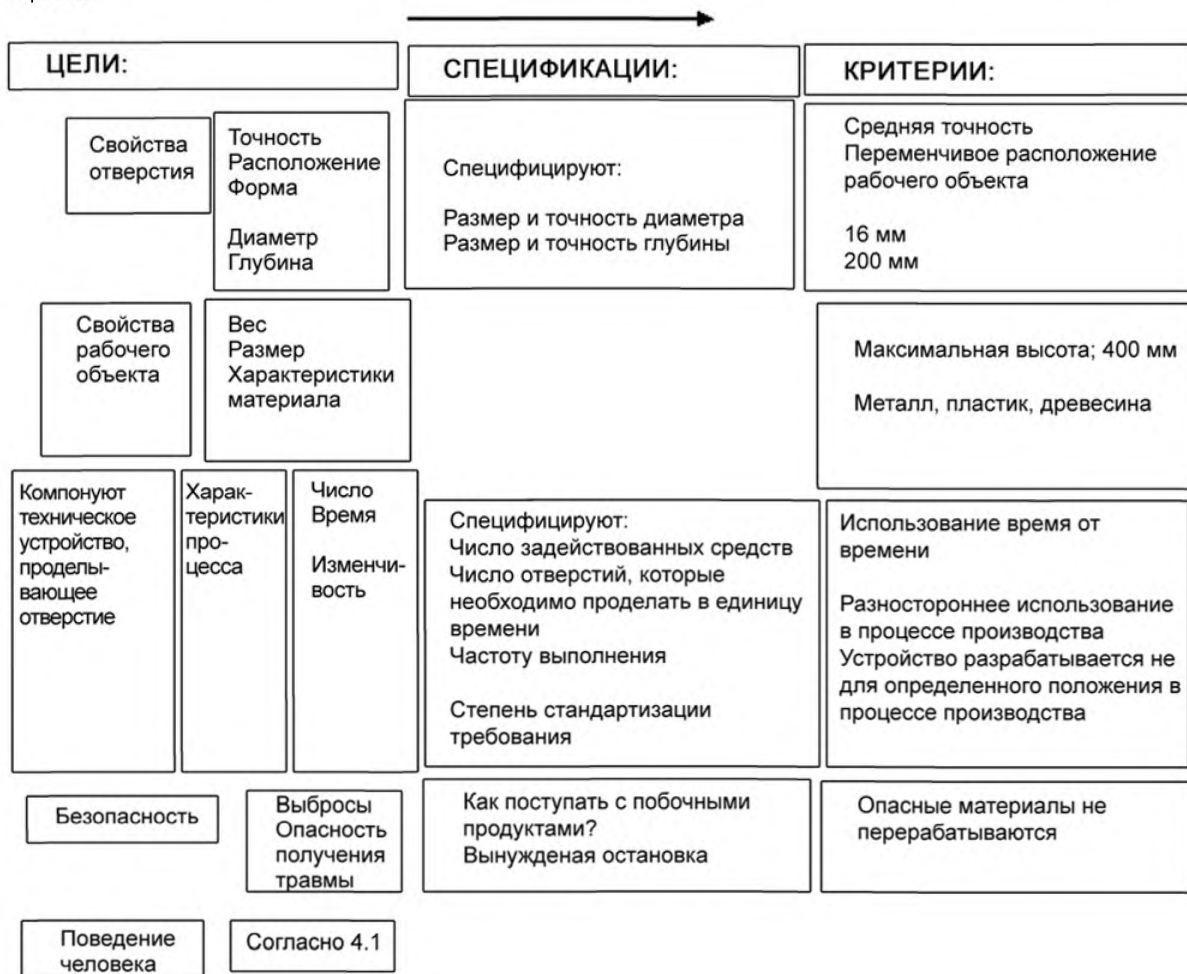 ЦЕЛИ:
СПЕЦИФИКАЦИИ:
КРИТЕРИИ:
Свойства
отверстия
Точность
Расположение
Форма
Диаметр
Глубина
Специфицируют:
Размер и точность диаметра
Размер и точность глубины
Средняя точность
Переменчивое расположение
рабочего объекта
16 мм
200 мм
Свойства
рабочего
объекта
Вес
Размер
Характеристики
материала
Максимальная высота; 400 мм
Металл, пластик, древесина
Компонуют
техническое
устройство,
проделы-
вающее
отверстие
Харак-
теристики
про-
цесса
Число
Время
Изменчи-
вость
Специфицируют:
Число задействованных средств
Число отверстий, которые
необходимо проделать в единицу
времени
Частоту выполнения
Степень стандартизации
требования
Использование время от
времени
Разностороннее использование
в процессе производства
Устройство разрабатывается не
для определенного положения в
процессе производства
Безопасность
Выбросы
Опасность
получения
травмы
Как поступать с побочными
продуктами?
Вынужденая остановка
Опасные материалы не
перерабатываются
Поведение
человека
Согласно 4.1